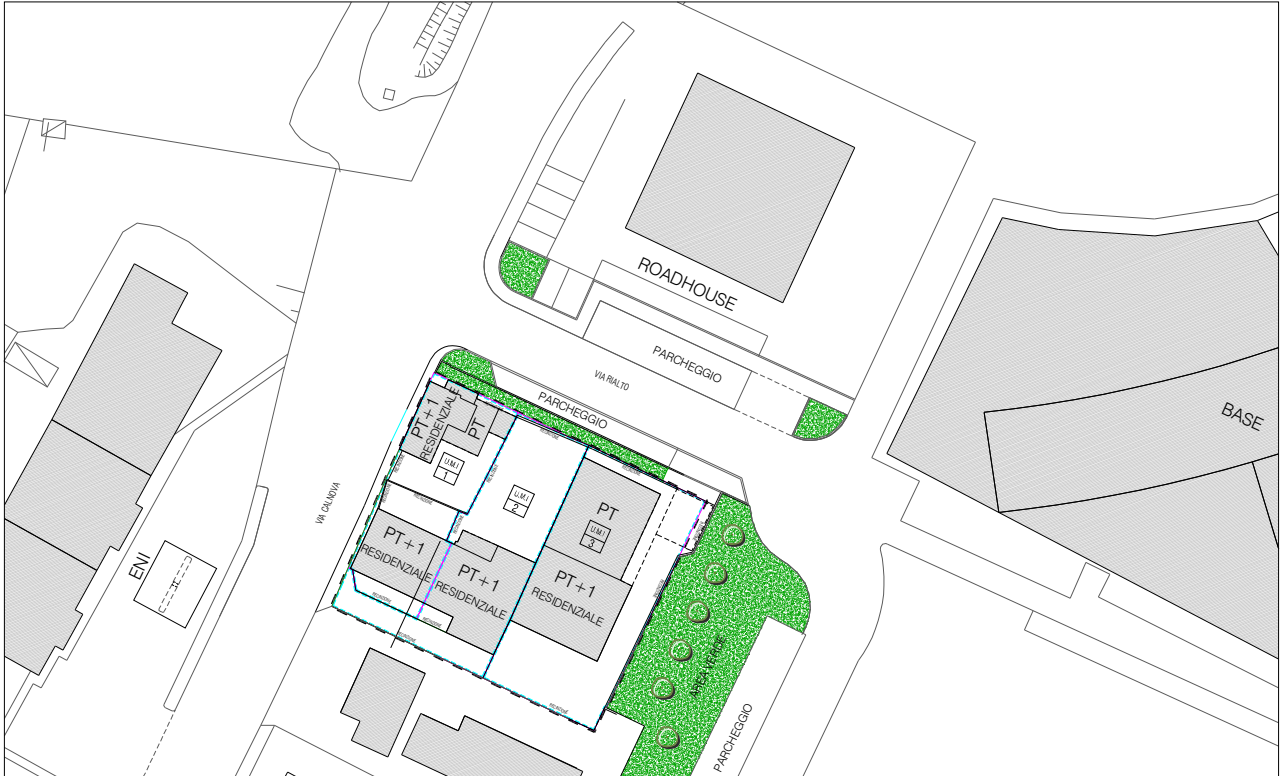 ROADHOUSE
PARCHEGGIO
VIA RIALTO
PARCHEGGIO
BASE
PT+1
RESIDENZIALE
PT
U.M.I
1
U.M.I
2
PT
U.M.I
3
VIA CALNOVA
ENI
PT+1
RESIDENZIALE
PT+1
RESIDENZIALE
PT+1
RESIDENZIALE
AREA VERDE
PARCHEGGIO